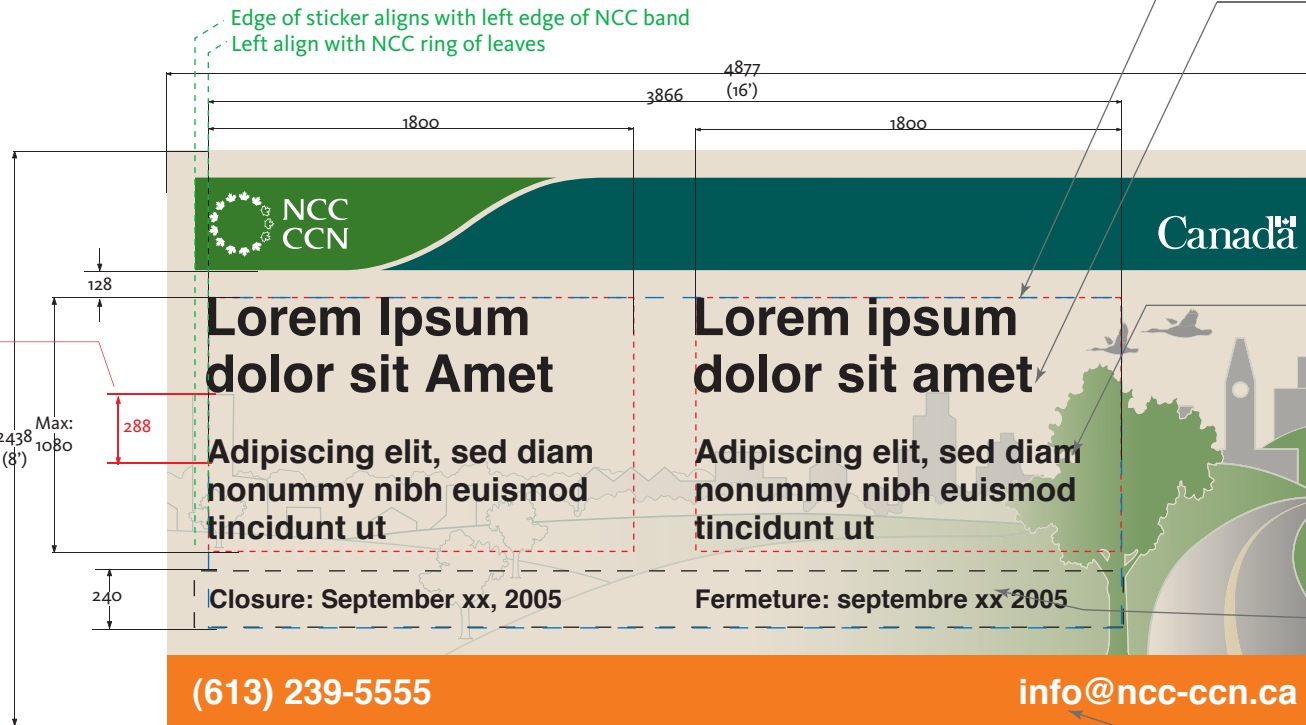 Edge of sticker aligns with left edge of NCC band
Left align with NCC ring of leaves
4877
(16’)
3866
1800
1800
NCC
CCN
Canada
128
Lorem Ipsum
dolor sit Amet
Lorem ipsum
dolor sit amet
288
Max:
1080
2438
(8’)
Adipiscing elit, sed diam
nonummy nibh euismod
tincidunt ut
Adipiscing elit, sed diam
nonummy nibh euismod
tincidunt ut
240
Closure: September xx, 2005
Fermeture: septembre xx 2005
(613) 239-5555
info@ncc-ccn.ca